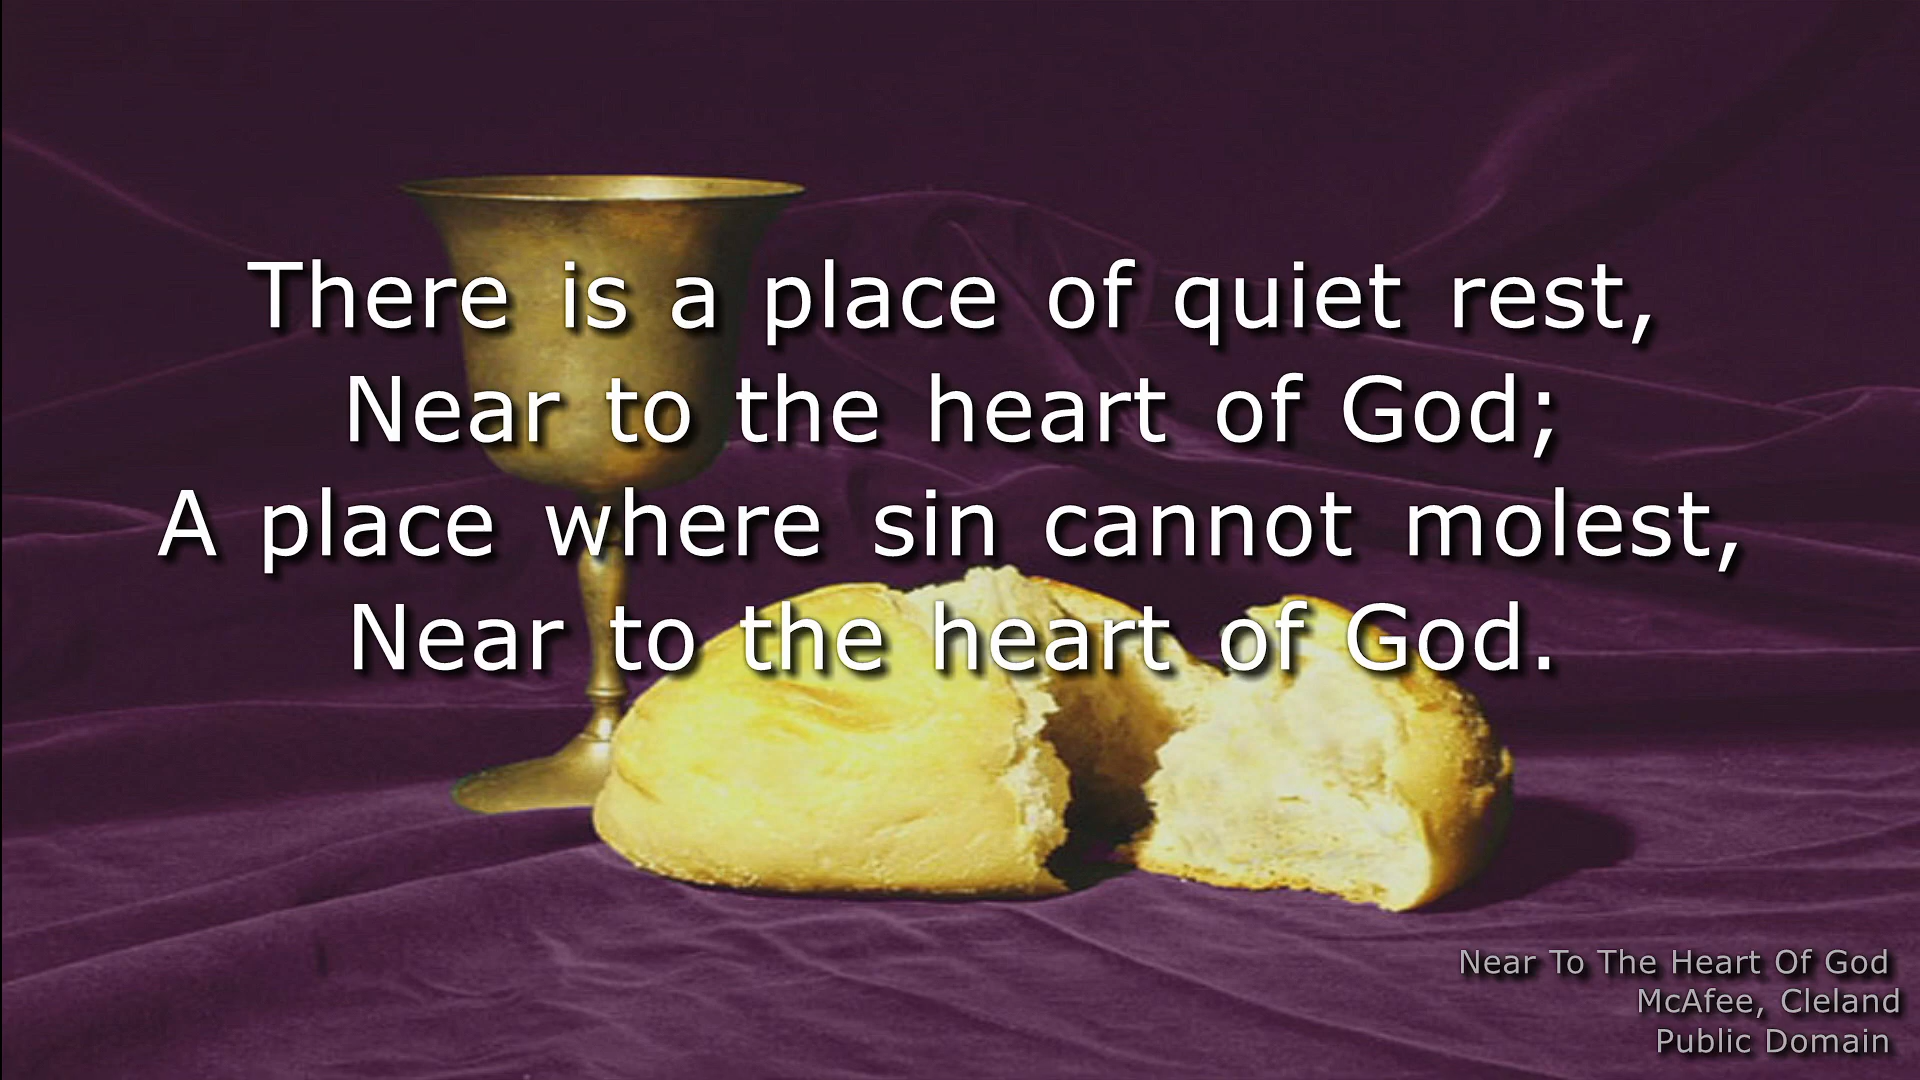 There is a place of quiet rest,
Near to the heart of God;
A place where sin cannot molest,
Near to the heart of God.
Near To The Heart Of God
McAfee, Cleland
Public Domain